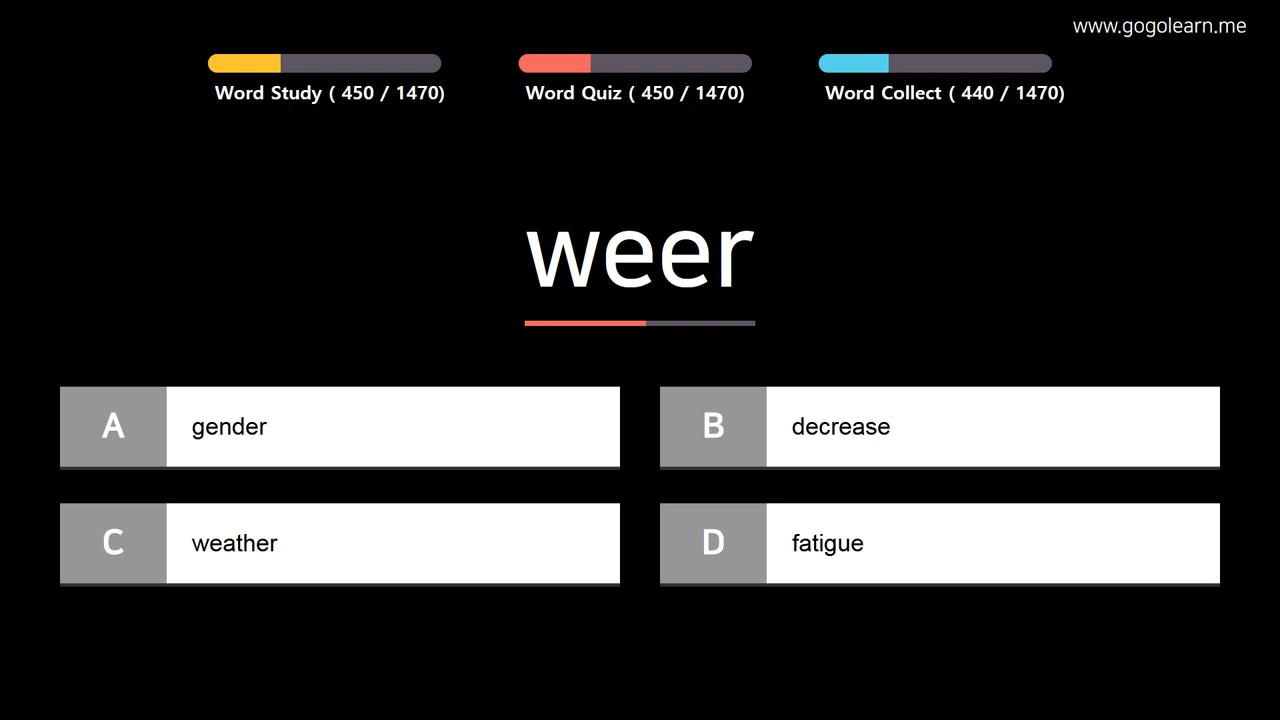 www.gogolearn.me
Word Study ( 450 / 1470)
Word Quiz ( 450 / 1470)
Word Collect ( 440 / 1470)
weer
A gender
B decrease
C weather
D fatigue